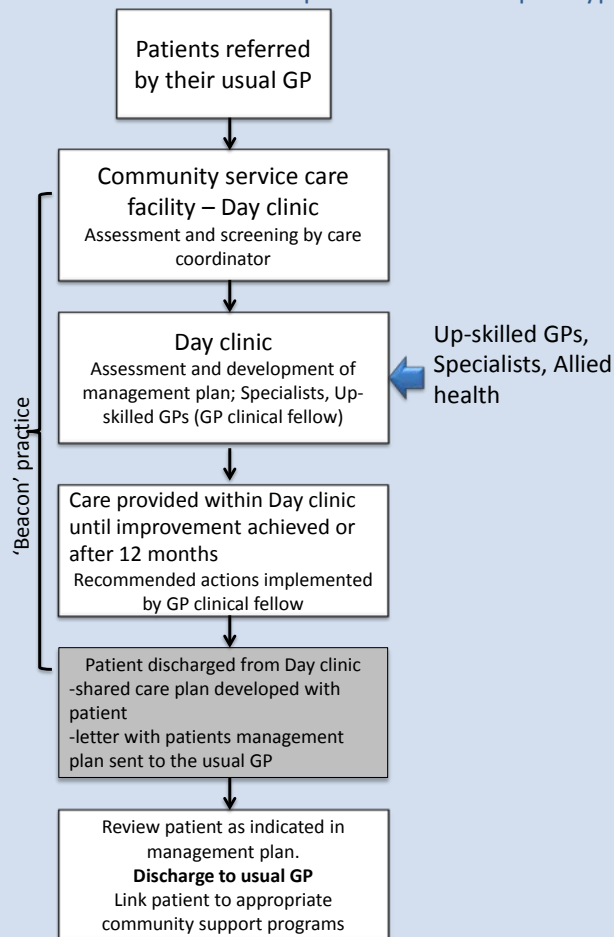 Patients referred
by their usual GP
Community service care
facility – Day clinic
Assessment and screening by care
coordinator
Day clinic
Assessment and development of
management plan; Specialists, Up-
skilled GPs (GP clinical fellow)
Up-skilled GPs,
Specialists, Allied
health
'Beacon' practice
Care provided within Day clinic
until improvement achieved or
after 12 months
Recommended actions implemented
by GP clinical fellow
Patient discharged from Day clinic
-shared care plan developed with
patient
-letter with patients management
plan sent to the usual GP
Review patient as indicated in
management plan.
Discharge to usual GP
Link patient to appropriate
community support programs